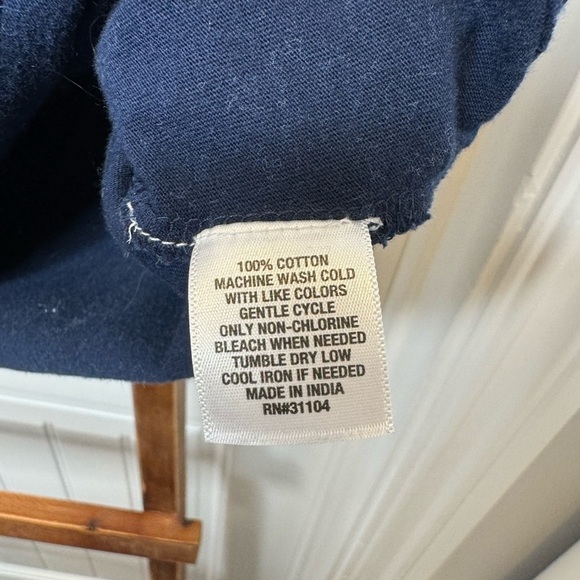 100% COTTON
MACHINE WASH COLD
WITH LIKE COLORS
GENTLE CYCLE
ONLY NON-CHLORINE
BLEACH WHEN NEEDED
TUMBLE DRY LOW
COOL IRON IF NEEDED
MADE IN INDIA
RN#31104